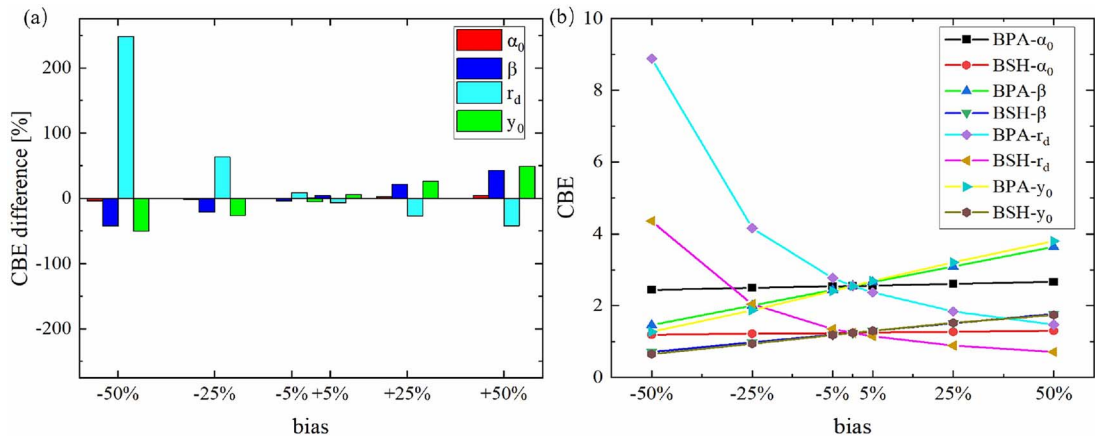 (a)
CBE difference [%]
200
100
0
-100
-200
α0
β
rd
y0
-50%
-25%
-5%
+5%
+25%
+50%
bias
(b)
CBE
10
8
6
4
2
0
BPA-α0
BSH-α0
BPA-β
BSH-β
BPA-rd
BSH-rd
BPA-y0
BSH-y0
-50%
-25%
-5%
5%
25%
50%
bias